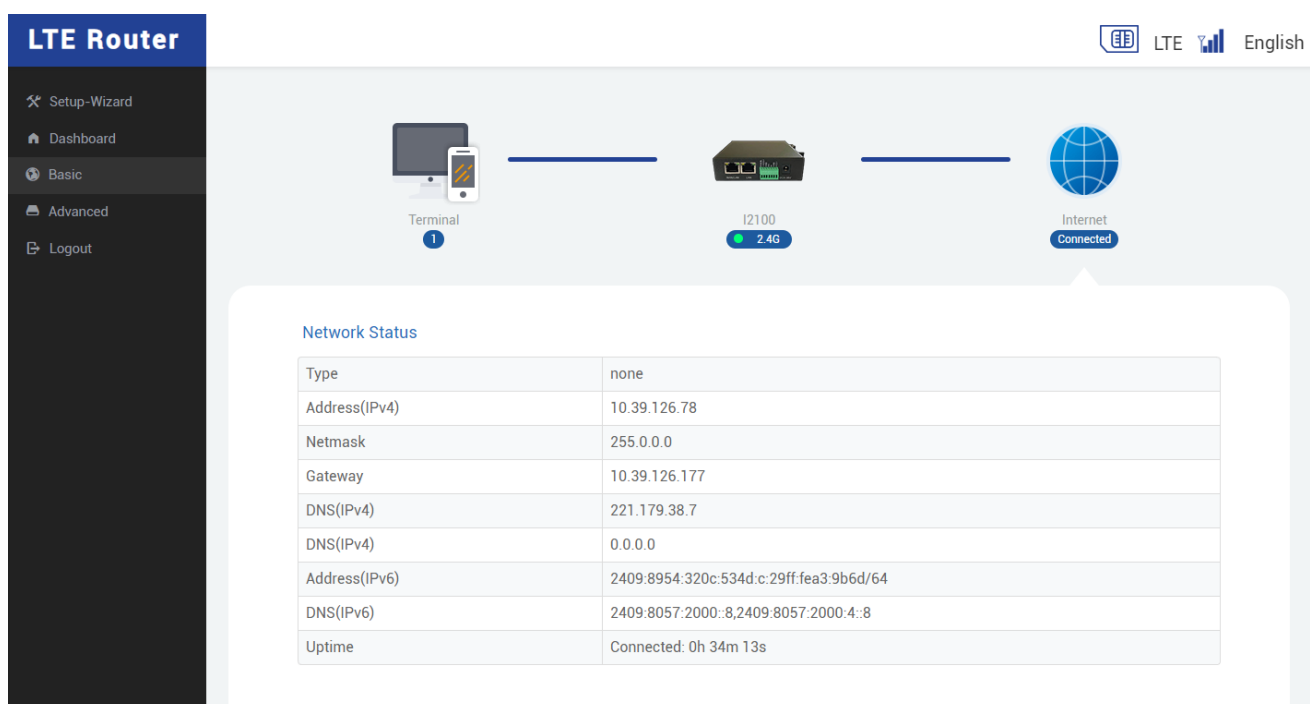 LTE Router
LTE English
Setup-Wizard
Dashboard
Basic
Advanced
Logout
Terminal
1
I2100
2.4G
Internet
Connected
Network Status
Type none
Address(IPv4) 10.39.126.78
Netmask 255.0.0.0
Gateway 10.39.126.177
DNS(IPv4) 221.179.38.7
DNS(IPv4) 0.0.0.0
Address(IPv6) 2409:8954:320c:534d:c:29ff:fea3:9b6d/64
DNS(IPv6) 2409:8057:2000::8,2409:8057:2000:4::8
Uptime Connected: 0h 34m 13s